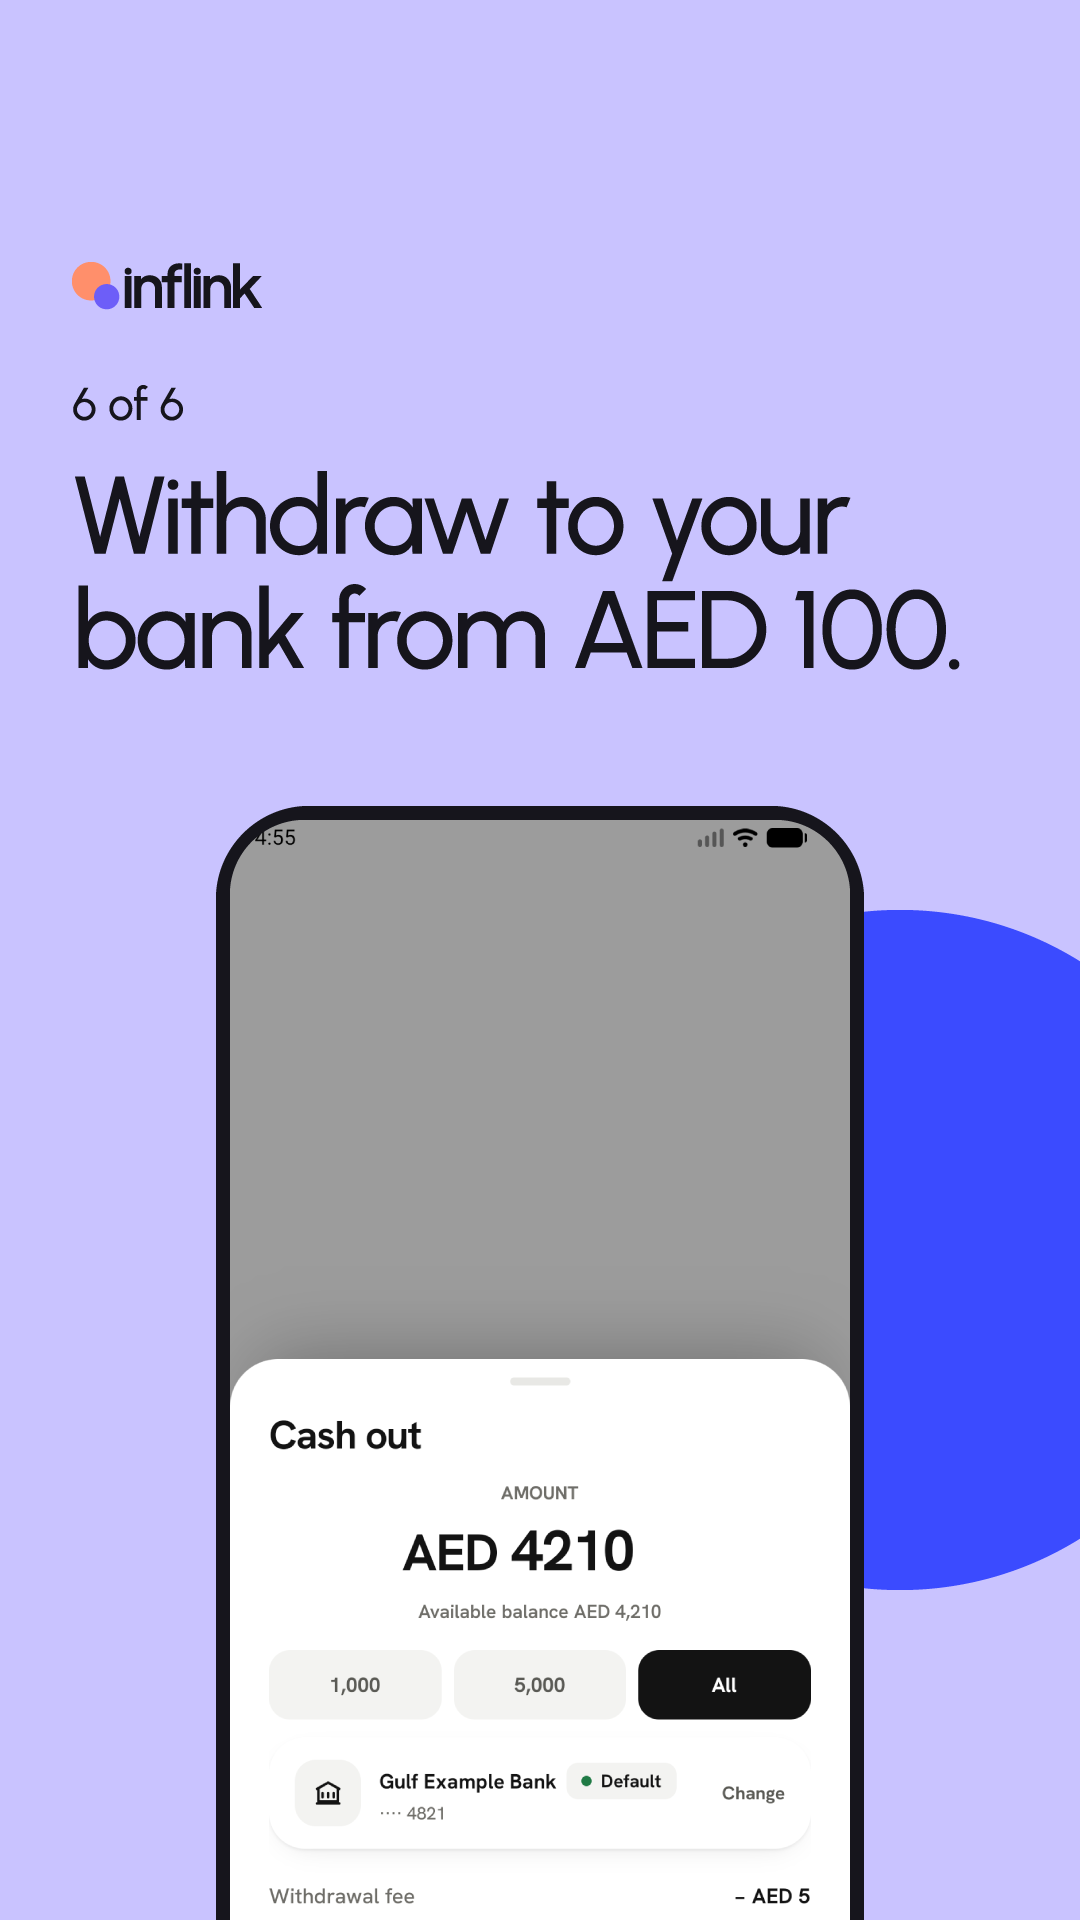 inflink
6 of 6
Withdraw to your
bank from AED 100.
4:55
Cash out
AMOUNT
AED 4210
Available balance AED 4,210
1,000
5,000
All
Gulf Example Bank
Default
Change
···· 4821
Withdrawal fee
– AED 5